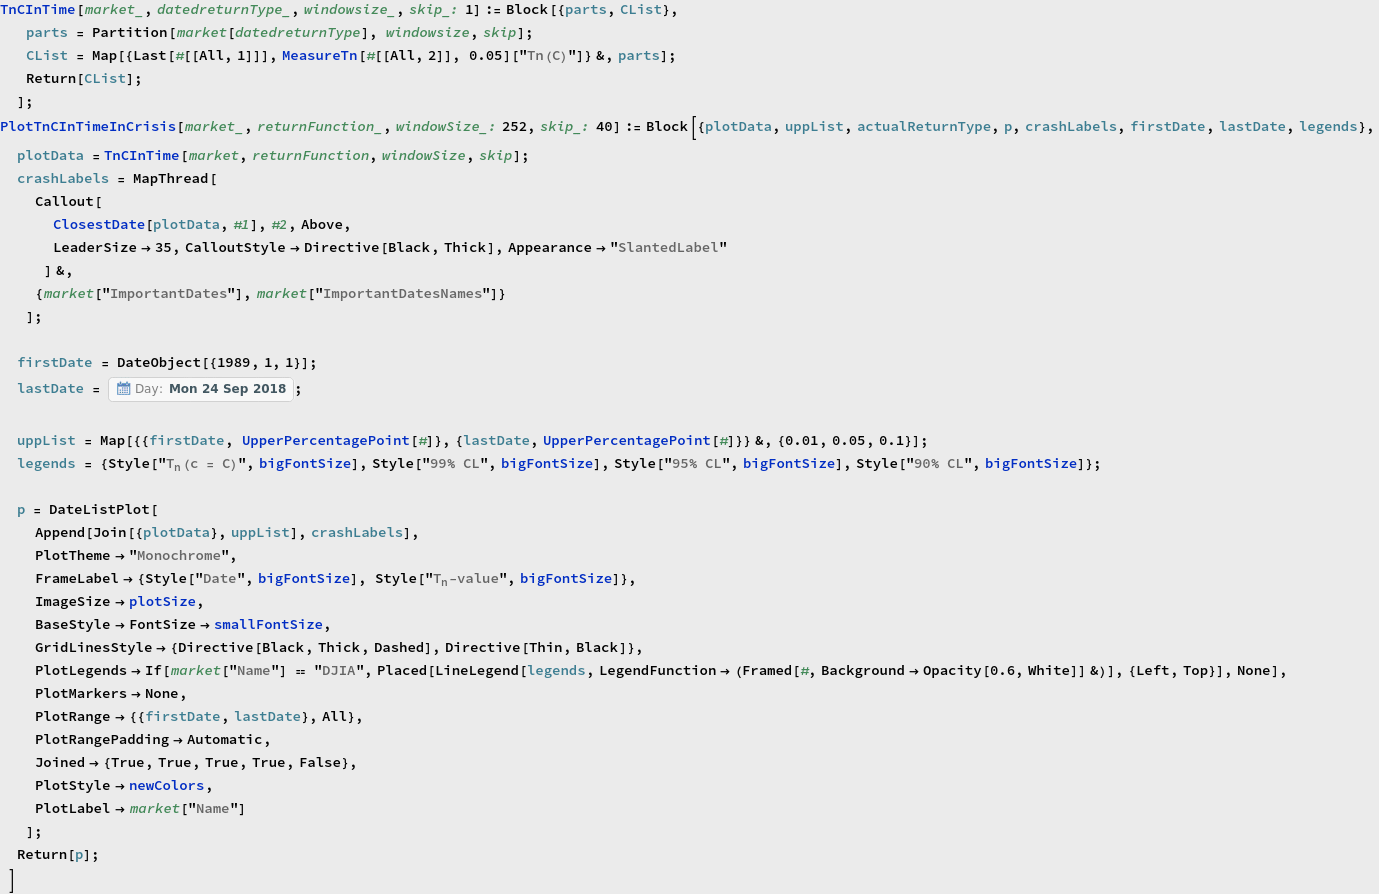 TnCInTime[market_, datedreturnType_, windowsize_, skip_: 1] := Block[{parts, CList},
parts = Partition[market[datedreturnType], windowsize, skip];
CList = Map[{Last[#[[All, 1]]], MeasureTn[#[[All, 2]], 0.05]["Tn(C)"]} &, parts];
Return[CList];
];
PlotTnCInTimeInCrisis[market_, returnFunction_, windowSize_: 252, skip_: 40] := Block[{plotData, uppList, actualReturnType, p, crashLabels, firstDate, lastDate, legends},
plotData = TnCInTime[market, returnFunction, windowSize, skip];
crashLabels = MapThread[
Callout[
ClosestDate[plotData, #1], #2, Above,
LeaderSize → 35, CalloutStyle → Directive[Black, Thick], Appearance → "SlantedLabel"
] &,
{market["ImportantDates"], market["ImportantDatesNames"]}
];
firstDate = DateObject[{1989, 1, 1}];
lastDate = Day: Mon 24 Sep 2018;
uppList = Map[{{firstDate, UpperPercentagePoint[#]}, {lastDate, UpperPercentagePoint[#]}} &, {0.01, 0.05, 0.1}];
legends = {Style["Tn(c = C)", bigFontSize], Style["99% CL", bigFontSize], Style["95% CL", bigFontSize], Style["90% CL", bigFontSize]};
p = DateListPlot[
Append[Join[{plotData}, uppList], crashLabels],
PlotTheme → "Monochrome",
FrameLabel → {Style["Date", bigFontSize], Style["Tn-value", bigFontSize]},
ImageSize → plotSize,
BaseStyle → FontSize → smallFontSize,
GridLinesStyle → {Directive[Black, Thick, Dashed], Directive[Thin, Black]},
PlotLegends → If[market["Name"] == "DJIA", Placed[LineLegend[legends, LegendFunction → (Framed[#, Background → Opacity[0.6, White]] &)], {Left, Top}], None],
PlotMarkers → None,
PlotRange → {{firstDate, lastDate}, All},
PlotRangePadding → Automatic,
Joined → {True, True, True, True, False},
PlotStyle → newColors,
PlotLabel → market["Name"]
];
Return[p];
]